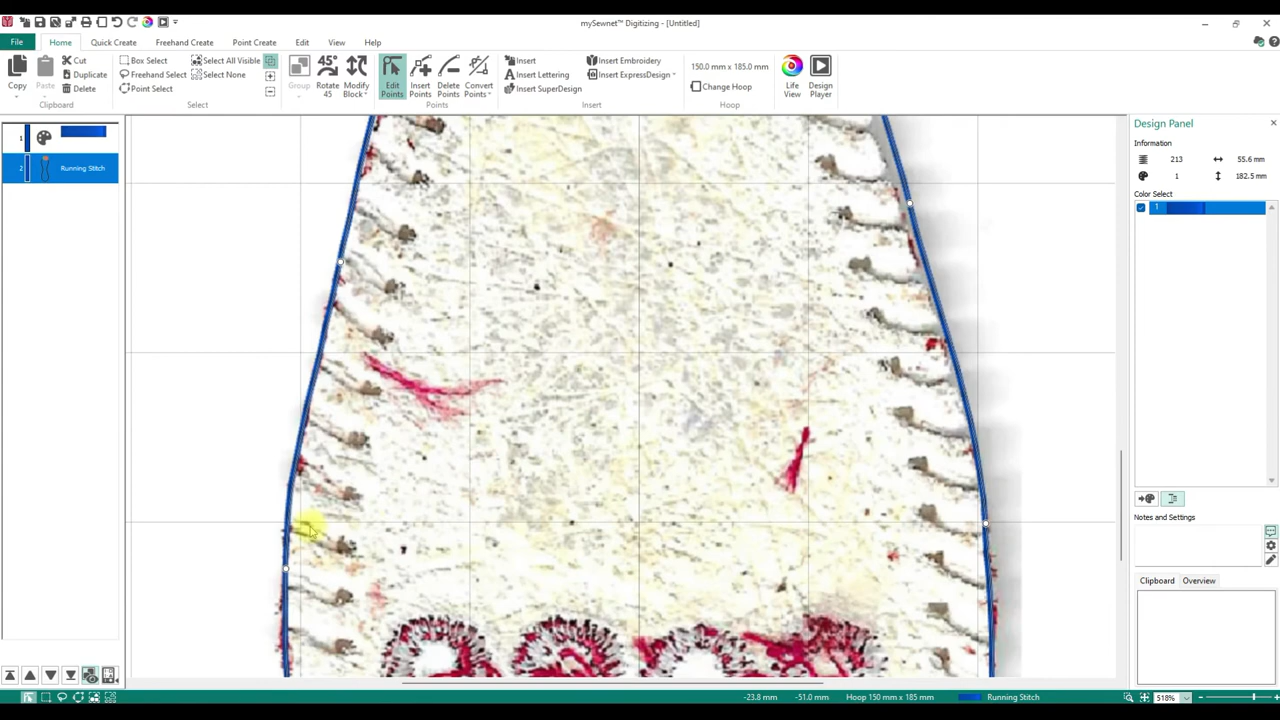 mySewnet™ Digitizing - [Untitled]
File Home Quick Create Freehand Create Point Create Edit View Help
Copy
Paste
Cut
Duplicate
Delete
Clipboard
Box Select
Freehand Select
Point Select
Select All Visible
Select None
Select
Group
Rotate 45
Modify Block
Edit Points
Insert Points
Delete Points
Convert Points
Points
Insert
Insert Lettering
Insert SuperDesign
Insert Embroidery
Insert ExpressDesign
Insert
150.0 mm x 185.0 mm
Change Hoop
Hoop
Life View
Design Player
1
2 Running Stitch
Design Panel
Information
213 55.6 mm
1 182.5 mm
Color Select
1
Notes and Settings
Clipboard Overview
-23.8 mm -51.0 mm Hoop 150 mm x 185 mm Running Stitch 518%